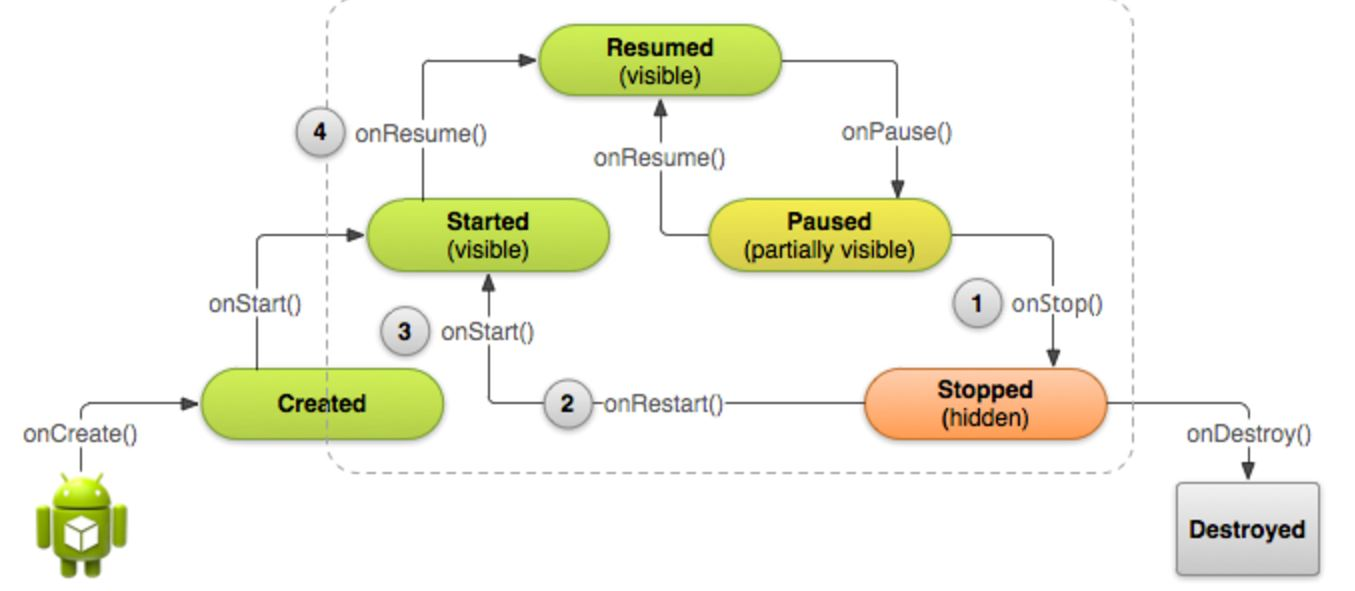 Resumed
(visible)
4
onResume()
onPause()
onResume()
Started
(visible)
Paused
(partially visible)
onStart()
3
onStart()
1
onStop()
Created
2
onRestart()
Stopped
(hidden)
onCreate()
onDestroy()
Destroyed